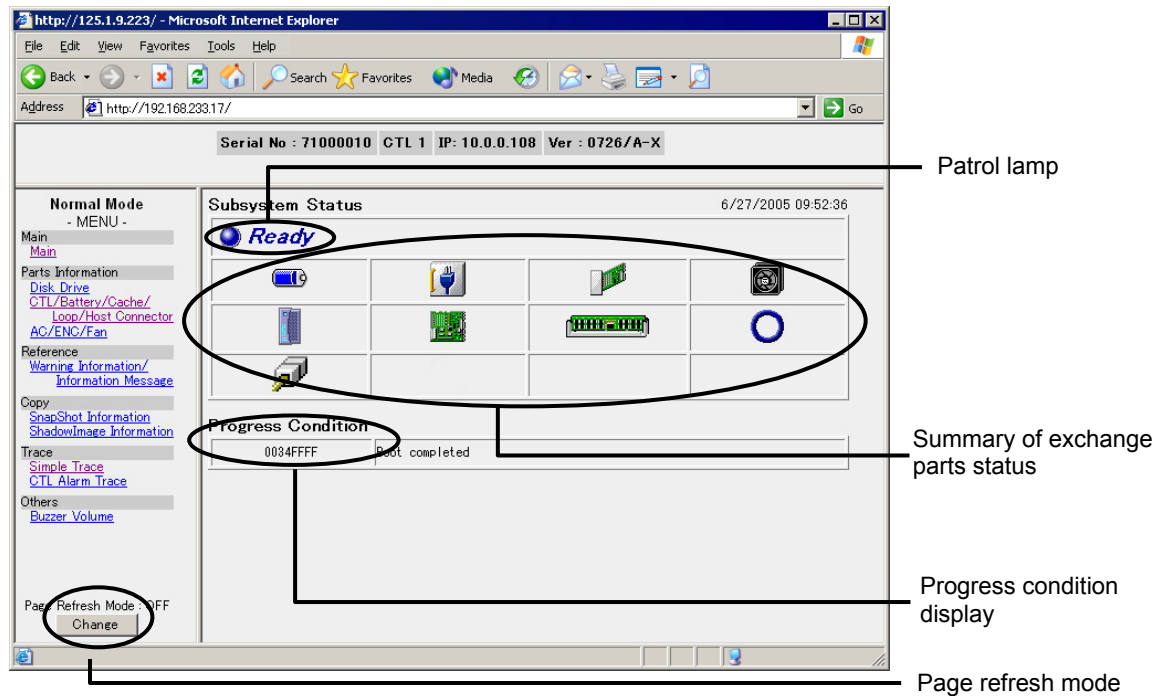 http://125.1.9.223/ - Microsoft Internet Explorer
File Edit View Favorites Tools Help
Back Search Favorites Media
Address http://192.168.233.17/ Go
Serial No : 71000010 CTL 1 IP: 10.0.0.108 Ver : 0726/A-X
Patrol lamp
Normal Mode
- MENU -
Main
Main
Parts Information
Disk Drive
CTL/Battery/Cache/
Loop/Host Connector
AC/ENC/Fan
Reference
Warning Information/
Information Message
Copy
SnapShot Information
ShadowImage Information
Trace
Simple Trace
CTL Alarm Trace
Others
Buzzer Volume
Page Refresh Mode : OFF
Change
Subsystem Status 6/27/2005 09:52:36
Ready
Progress Condition
0034FFFF Boot completed
Summary of exchange
parts status
Progress condition
display
Page refresh mode